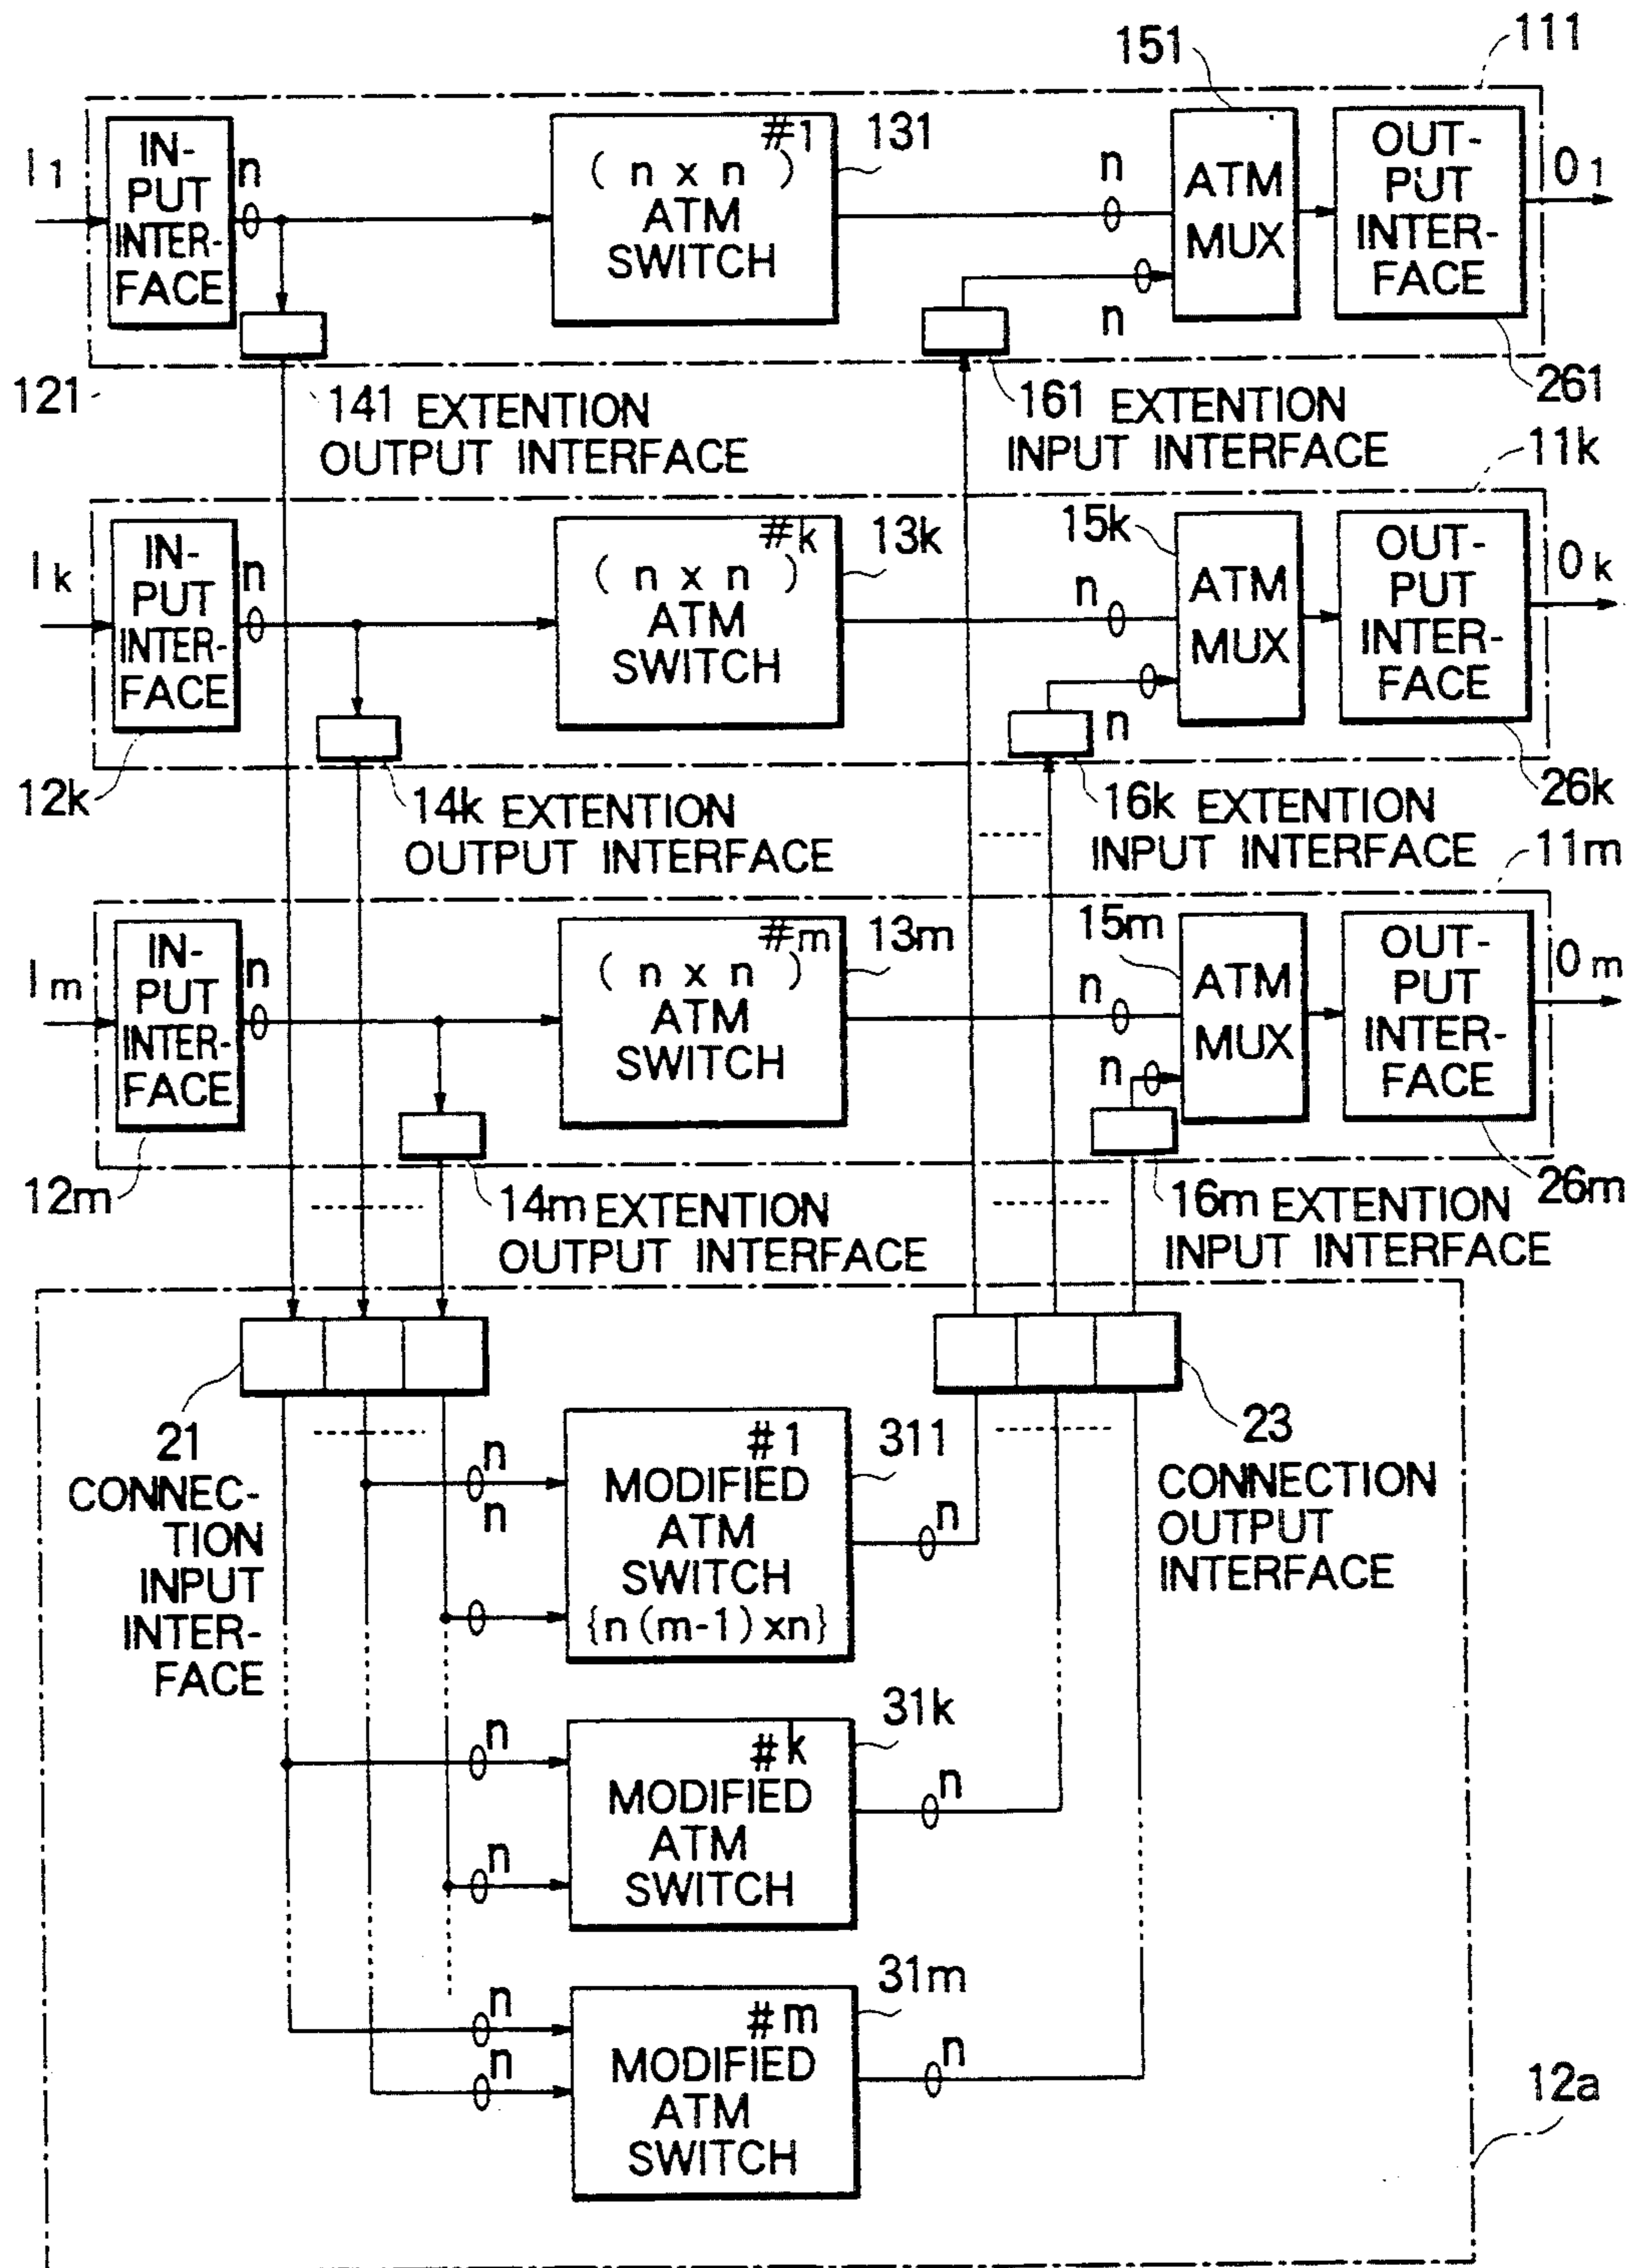 151
111
I1
IN-
PUT
INTER-
FACE
n
#1
( n x n )
ATM
SWITCH
131
n
n
ATM
MUX
OUT-
PUT
INTER-
FACE
O1
121
141 EXTENTION
OUTPUT INTERFACE
161 EXTENTION
INPUT INTERFACE
261
11k
Ik
IN-
PUT
INTER-
FACE
n
#k
( n x n )
ATM
SWITCH
13k
15k
n
n
ATM
MUX
OUT-
PUT
INTER-
FACE
Ok
12k
14k EXTENTION
OUTPUT INTERFACE
16k EXTENTION
INPUT INTERFACE
26k
11m
Im
IN-
PUT
INTER-
FACE
n
#m
( n x n )
ATM
SWITCH
13m
15m
n
n
ATM
MUX
OUT-
PUT
INTER-
FACE
Om
12m
14m EXTENTION
OUTPUT INTERFACE
16m EXTENTION
INPUT INTERFACE
26m
21
CONNEC-
TION
INPUT
INTER-
FACE
n
n
#1
MODIFIED
ATM
SWITCH
{n(m-1)xn}
311
n
23
CONNECTION
OUTPUT
INTERFACE
n
n
#k
MODIFIED
ATM
SWITCH
31k
n
n
n
#m
MODIFIED
ATM
SWITCH
31m
n
12a